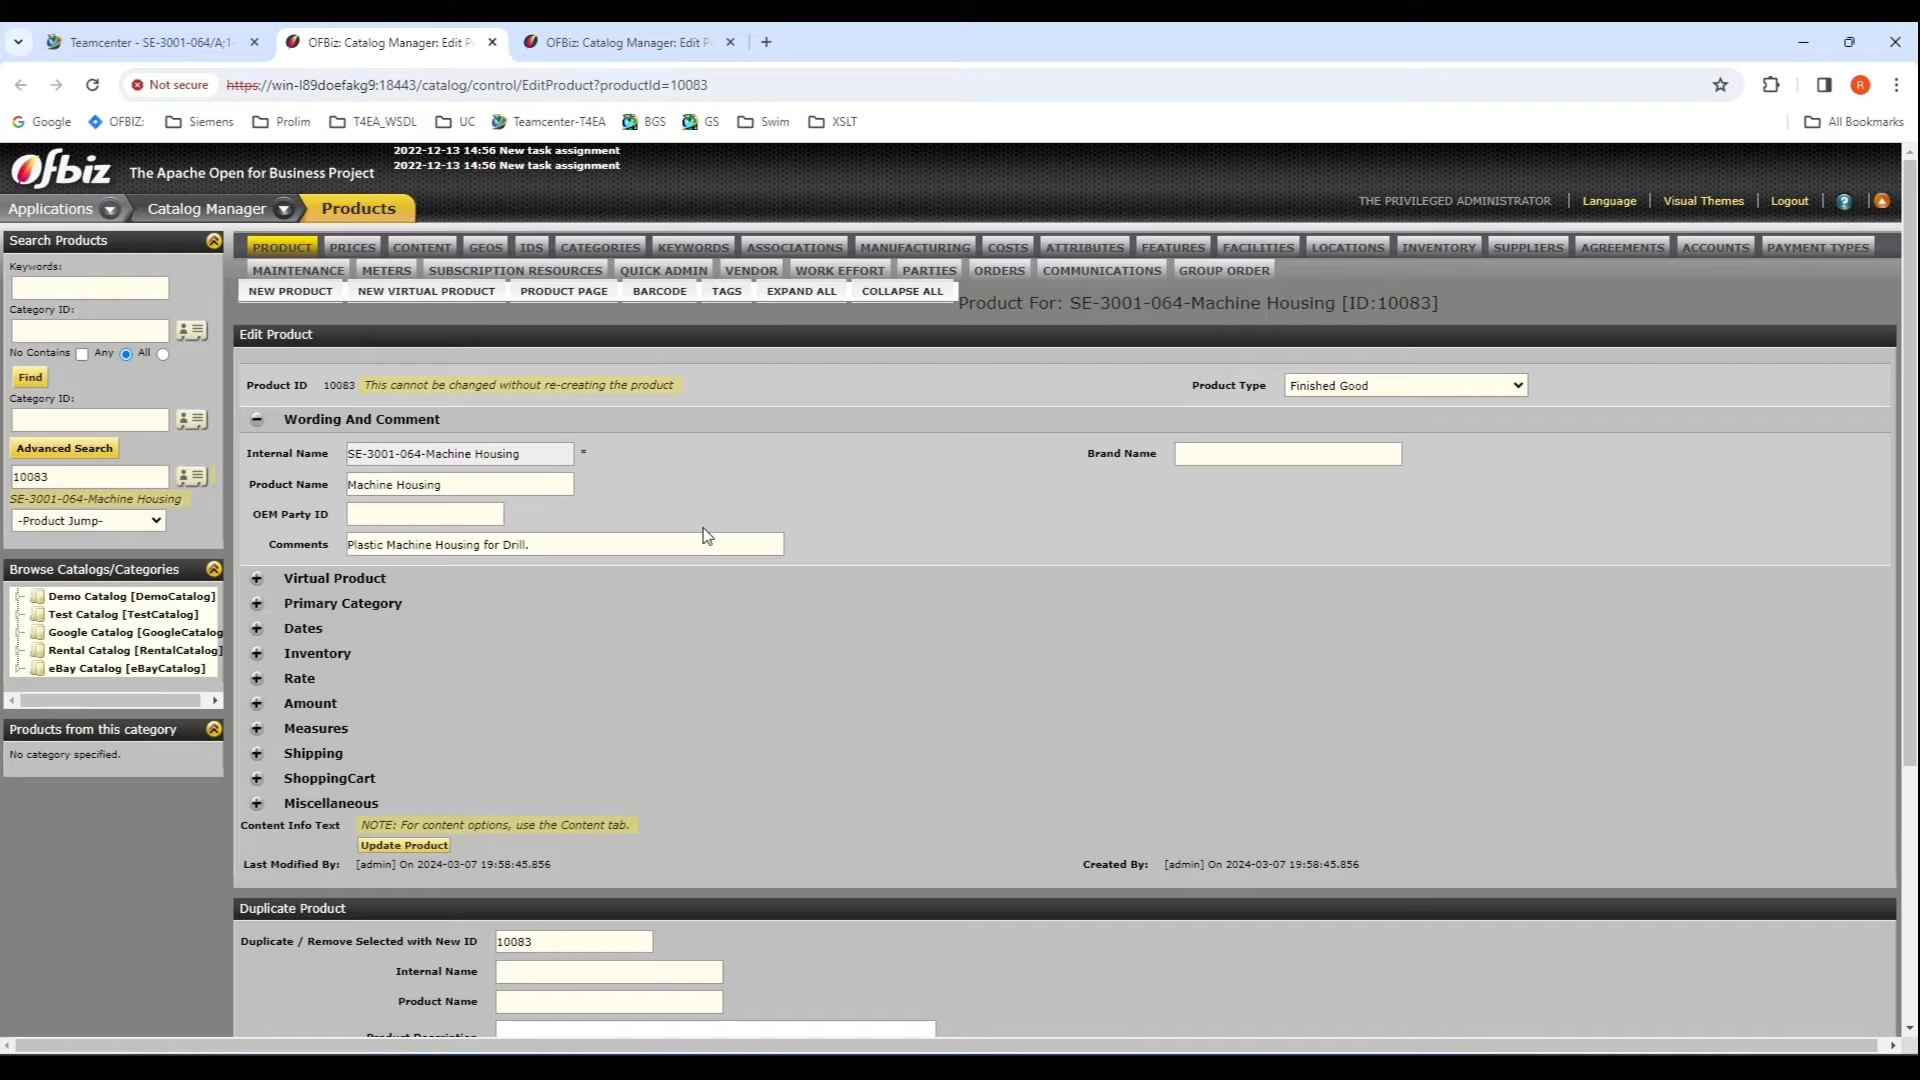 Teamcenter - SE-3001-064/A;1-
OFBiz: Catalog Manager: Edit P
OFBiz: Catalog Manager: Edit P
Not secure
https://win-l89doefakg9:18443/catalog/control/EditProduct?productId=10083
R
Google
OFBIZ:
Siemens
Prolim
T4EA_WSDL
UC
Teamcenter-T4EA
BGS
GS
Swim
XSLT
All Bookmarks
Ofbiz
The Apache Open for Business Project
2022-12-13 14:56 New task assignment
2022-12-13 14:56 New task assignment
Applications
Catalog Manager
Products
THE PRIVILEGED ADMINISTRATOR
Language
Visual Themes
Logout
?
Search Products
Keywords:
Category ID:
No Contains Any All
Find
Category ID:
Advanced Search
10083
SE-3001-064-Machine Housing
-Product Jump-
Browse Catalogs/Categories
Demo Catalog [DemoCatalog]
Test Catalog [TestCatalog]
Google Catalog [GoogleCatalog
Rental Catalog [RentalCatalog]
eBay Catalog [eBayCatalog]
Products from this category
No category specified.
PRODUCT PRICES CONTENT GEOS IDS CATEGORIES KEYWORDS ASSOCIATIONS MANUFACTURING COSTS ATTRIBUTES FEATURES FACILITIES LOCATIONS INVENTORY SUPPLIERS AGREEMENTS ACCOUNTS PAYMENT TYPES
MAINTENANCE METERS SUBSCRIPTION RESOURCES QUICK ADMIN VENDOR WORK EFFORT PARTIES ORDERS COMMUNICATIONS GROUP ORDER
NEW PRODUCT NEW VIRTUAL PRODUCT PRODUCT PAGE BARCODE TAGS EXPAND ALL COLLAPSE ALL
Product For: SE-3001-064-Machine Housing [ID:10083]
Edit Product
Product ID 10083 This cannot be changed without re-creating the product
Product Type Finished Good
Wording And Comment
Internal Name SE-3001-064-Machine Housing *
Brand Name
Product Name Machine Housing
OEM Party ID
Comments Plastic Machine Housing for Drill.
Virtual Product
Primary Category
Dates
Inventory
Rate
Amount
Measures
Shipping
ShoppingCart
Miscellaneous
Content Info Text NOTE: For content options, use the Content tab.
Update Product
Last Modified By: [admin] On 2024-03-07 19:58:45.856
Created By: [admin] On 2024-03-07 19:58:45.856
Duplicate Product
Duplicate / Remove Selected with New ID 10083
Internal Name
Product Name
Product Description